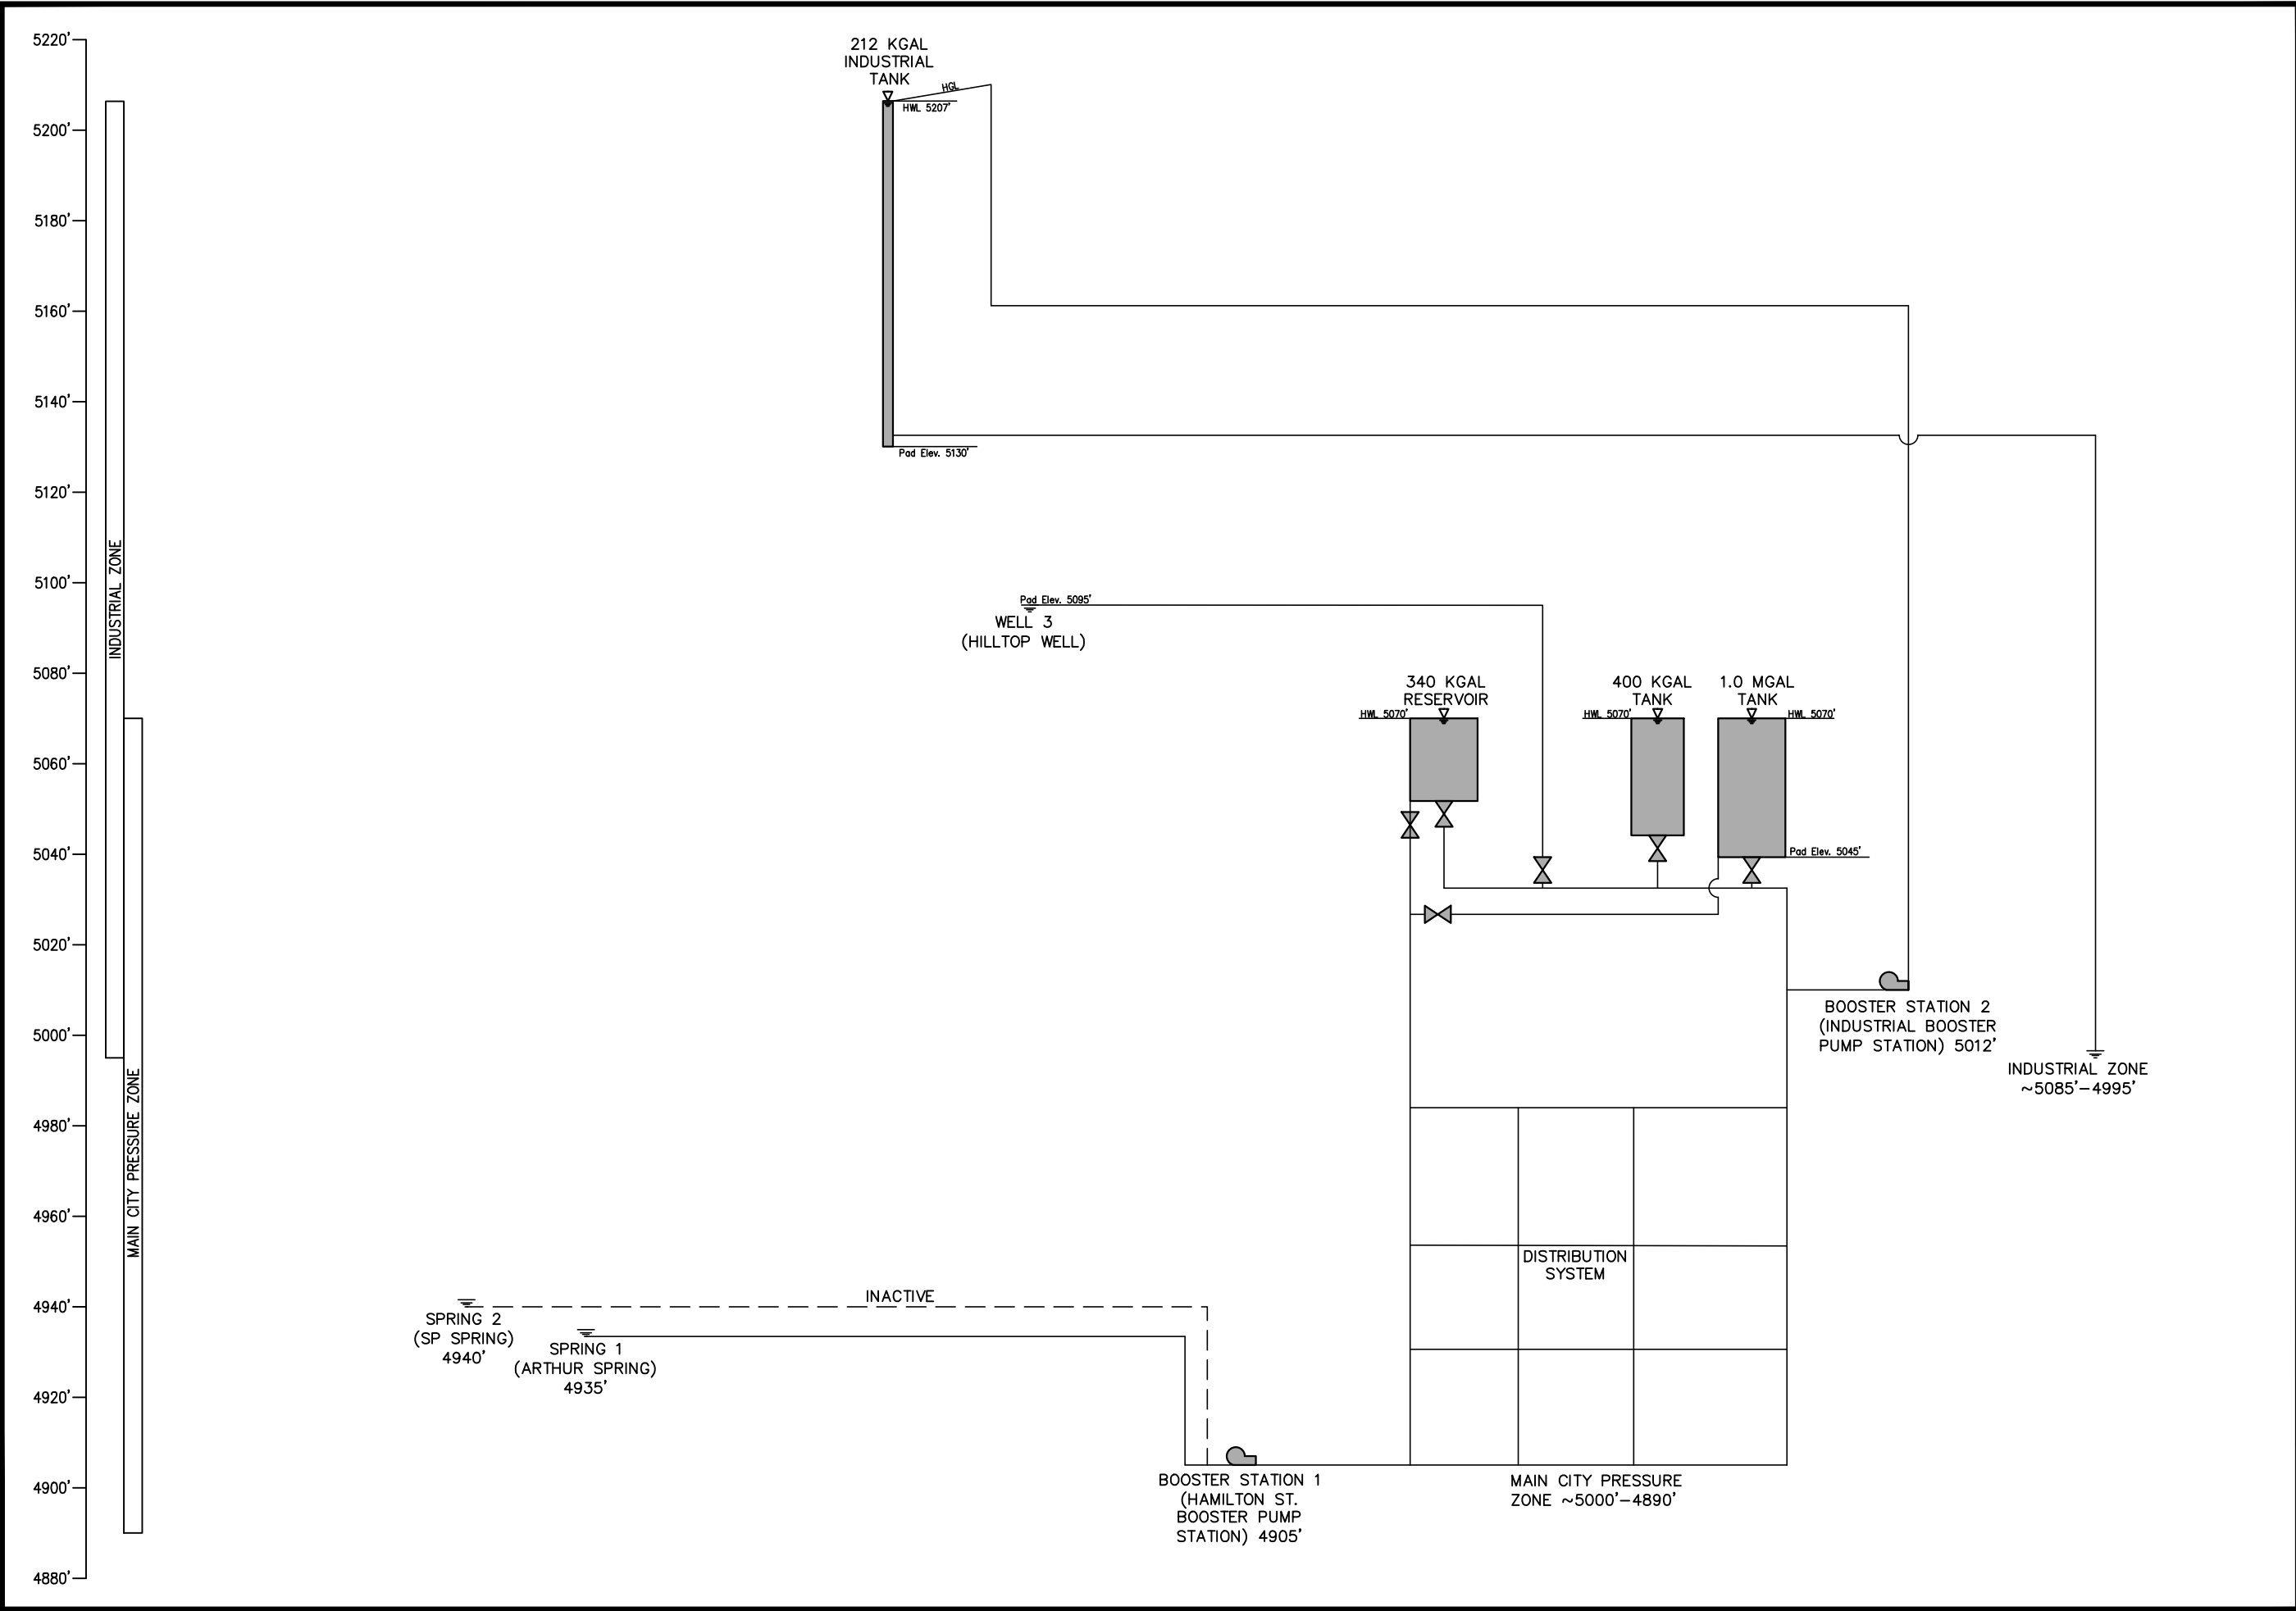 5220'
5200'
5180'
5160'
5140'
5120'
5100'
5080'
5060'
5040'
5020'
5000'
4980'
4960'
4940'
4920'
4900'
4880'
INDUSTRIAL ZONE
MAIN CITY PRESSURE ZONE
212 KGAL
INDUSTRIAL
TANK
HGL
HWL 5207'
Pad Elev. 5130'
Pad Elev. 5095'
WELL 3
(HILLTOP WELL)
340 KGAL
RESERVOIR
HWL 5070'
400 KGAL
TANK
HWL 5070'
1.0 MGAL
TANK
HWL 5070'
Pad Elev. 5045'
BOOSTER STATION 2
(INDUSTRIAL BOOSTER
PUMP STATION) 5012'
INDUSTRIAL ZONE
~5085'-4995'
DISTRIBUTION
SYSTEM
INACTIVE
SPRING 2
(SP SPRING)
4940'
SPRING 1
(ARTHUR SPRING)
4935'
BOOSTER STATION 1
(HAMILTON ST.
BOOSTER PUMP
STATION) 4905'
MAIN CITY PRESSURE
ZONE ~5000'-4890'